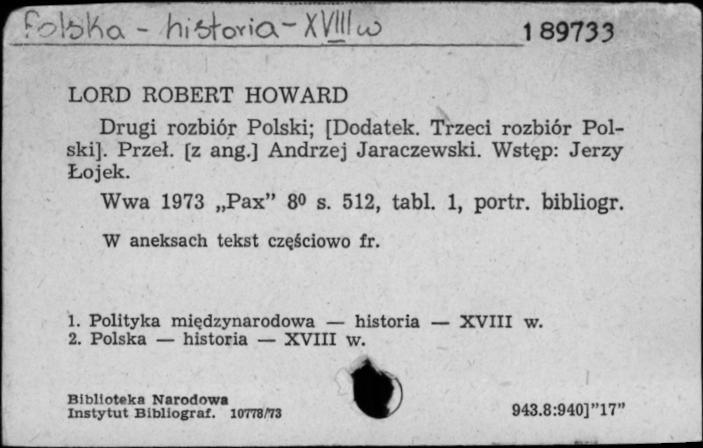 Polska - historia - XVIII w
189733
LORD ROBERT HOWARD
Drugi rozbiór Polski; [Dodatek. Trzeci rozbiór Pol-
ski]. Przeł. [z ang.] Andrzej Jaraczewski. Wstęp: Jerzy
Łojek.
Wwa 1973 „Pax” 8⁰ s. 512, tabl. 1, portr. bibliogr.
W aneksach tekst częściowo fr.
1. Polityka międzynarodowa — historia — XVIII w.
2. Polska — historia — XVIII w.
Biblioteka Narodowa
Instytut Bibliograf. 10778/73
943.8:940]”17”